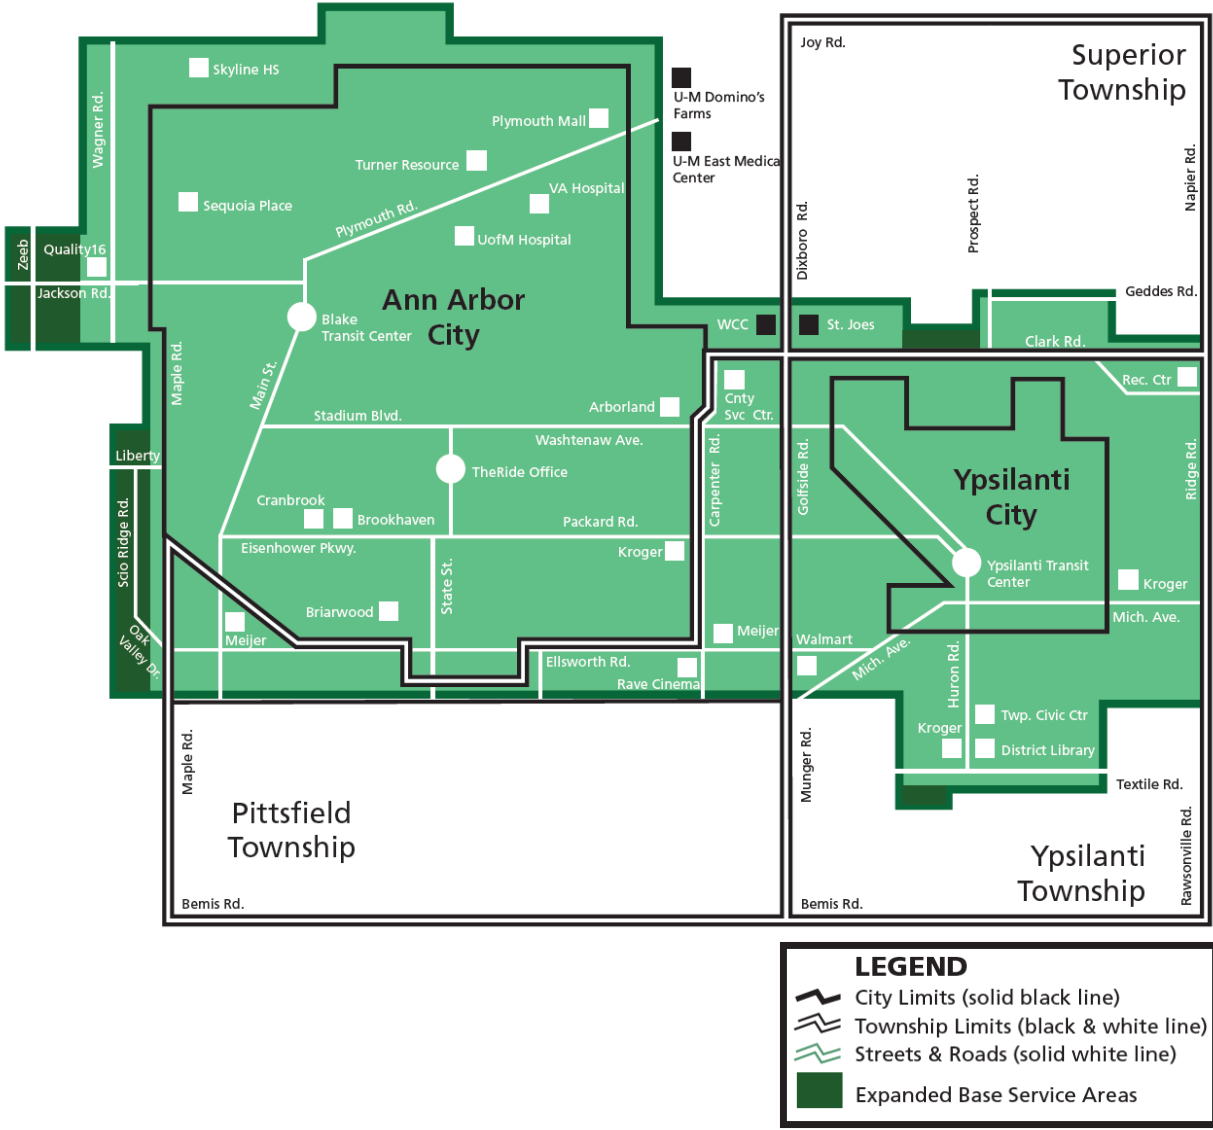 Joy Rd.
Superior
Township
Skyline HS
U-M Domino's
Farms
Wagner Rd.
Plymouth Mall
U-M East Medica
Center
Turner Resource
VA Hospital
Napier Rd.
Prospect Rd.
Sequoia Place
Plymouth Rd.
Dixboro Rd.
UofM Hospital
Zeeb
Quality16
Jackson Rd.
Ann Arbor
City
Geddes Rd.
Blake
Transit Center
WCC
St. Joes
Clark Rd.
Maple Rd.
Main St.
Cnty
Svc Ctr.
Rec. Ctr
Arborland
Stadium Blvd.
Washtenaw Ave.
Liberty
TheRide Office
Carpenter Rd.
Golfside Rd.
Ridge Rd.
Ypsilanti
City
Cranbrook
Brookhaven
Packard Rd.
Scio Ridge Rd.
Eisenhower Pkwy.
Kroger
State St.
Ypsilanti Transit
Center
Kroger
Briarwood
Mich. Ave.
Oak
Valley Dr.
Meijer
Meijer
Walmart
Ellsworth Rd.
Mich. Ave.
Huron Rd.
Rave Cinema
Twp. Civic Ctr
Kroger
District Library
Maple Rd.
Munger Rd.
Textile Rd.
Pittsfield
Township
Ypsilanti
Township
Rawsonville Rd.
Bemis Rd.
Bemis Rd.
LEGEND
City Limits (solid black line)
Township Limits (black & white line)
Streets & Roads (solid white line)
Expanded Base Service Areas